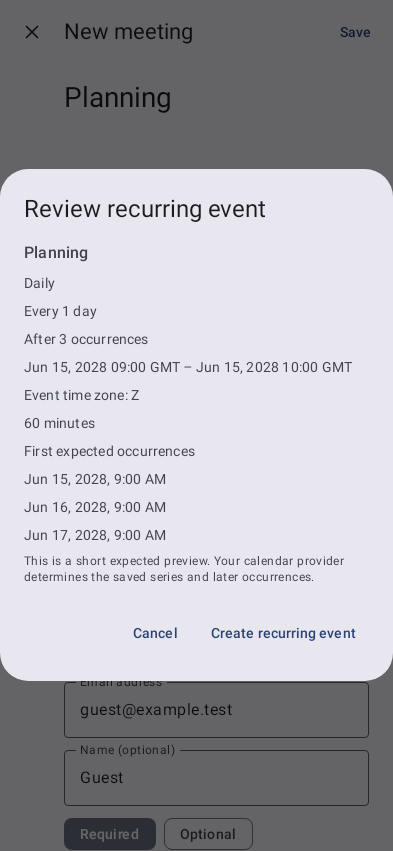 New meeting
Save
Planning
Review recurring event
Planning
Daily
Every 1 day
After 3 occurrences
Jun 15, 2028 09:00 GMT – Jun 15, 2028 10:00 GMT
Event time zone: Z
60 minutes
First expected occurrences
Jun 15, 2028, 9:00 AM
Jun 16, 2028, 9:00 AM
Jun 17, 2028, 9:00 AM
This is a short expected preview. Your calendar provider
determines the saved series and later occurrences.
Cancel
Create recurring event
Email address
guest@example.test
Name (optional)
Guest
Required
Optional